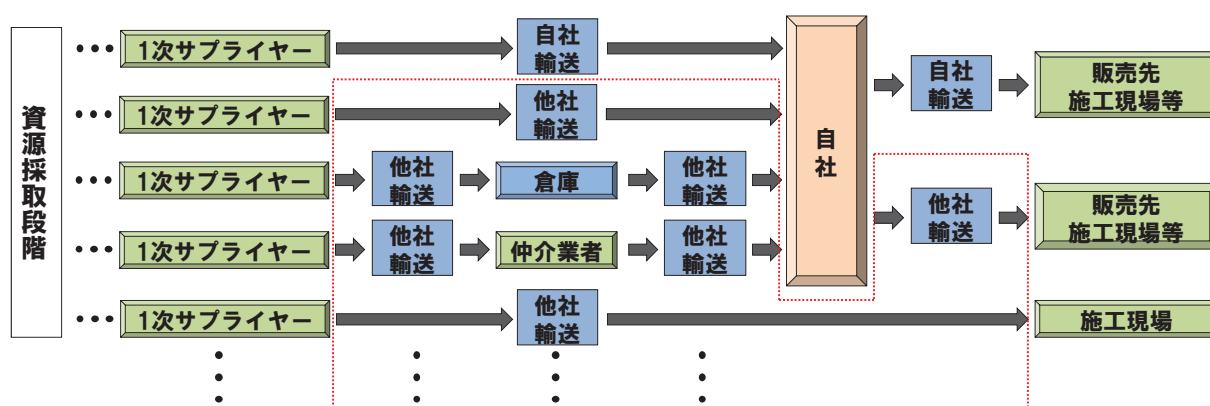 資源採取段階
・・・
1次サプライヤー
自社
輸送
・・・
1次サプライヤー
他社
輸送
・・・
1次サプライヤー
他社
輸送
倉庫
他社
輸送
・・・
1次サプライヤー
他社
輸送
仲介業者
他社
輸送
・・・
1次サプライヤー
他社
輸送
自社
自社
輸送
販売先
施工現場等
他社
輸送
販売先
施工現場等
施工現場